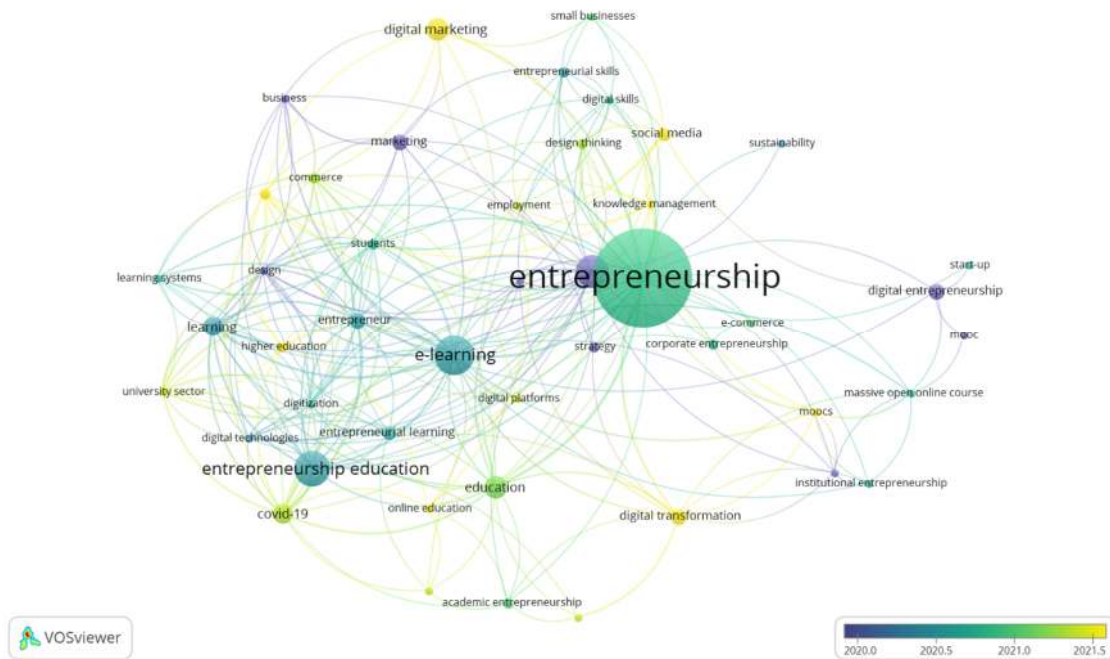 small businesses
digital marketing
entrepreneurial skills
business
digital skills
social media
marketing
design thinking
sustainability
commerce
employment
knowledge management
students
start-up
learning systems
design
entrepreneurship
digital entrepreneurship
learning
entrepreneur
e-commerce
mooc
higher education
e-learning
strategy
corporate entrepreneurship
university sector
digital platforms
massive open online course
digitization
moocs
digital technologies
entrepreneurial learning
entrepreneurship education
education
institutional entrepreneurship
covid-19
online education
digital transformation
academic entrepreneurship
VOSviewer
2020.0 2020.5 2021.0 2021.5